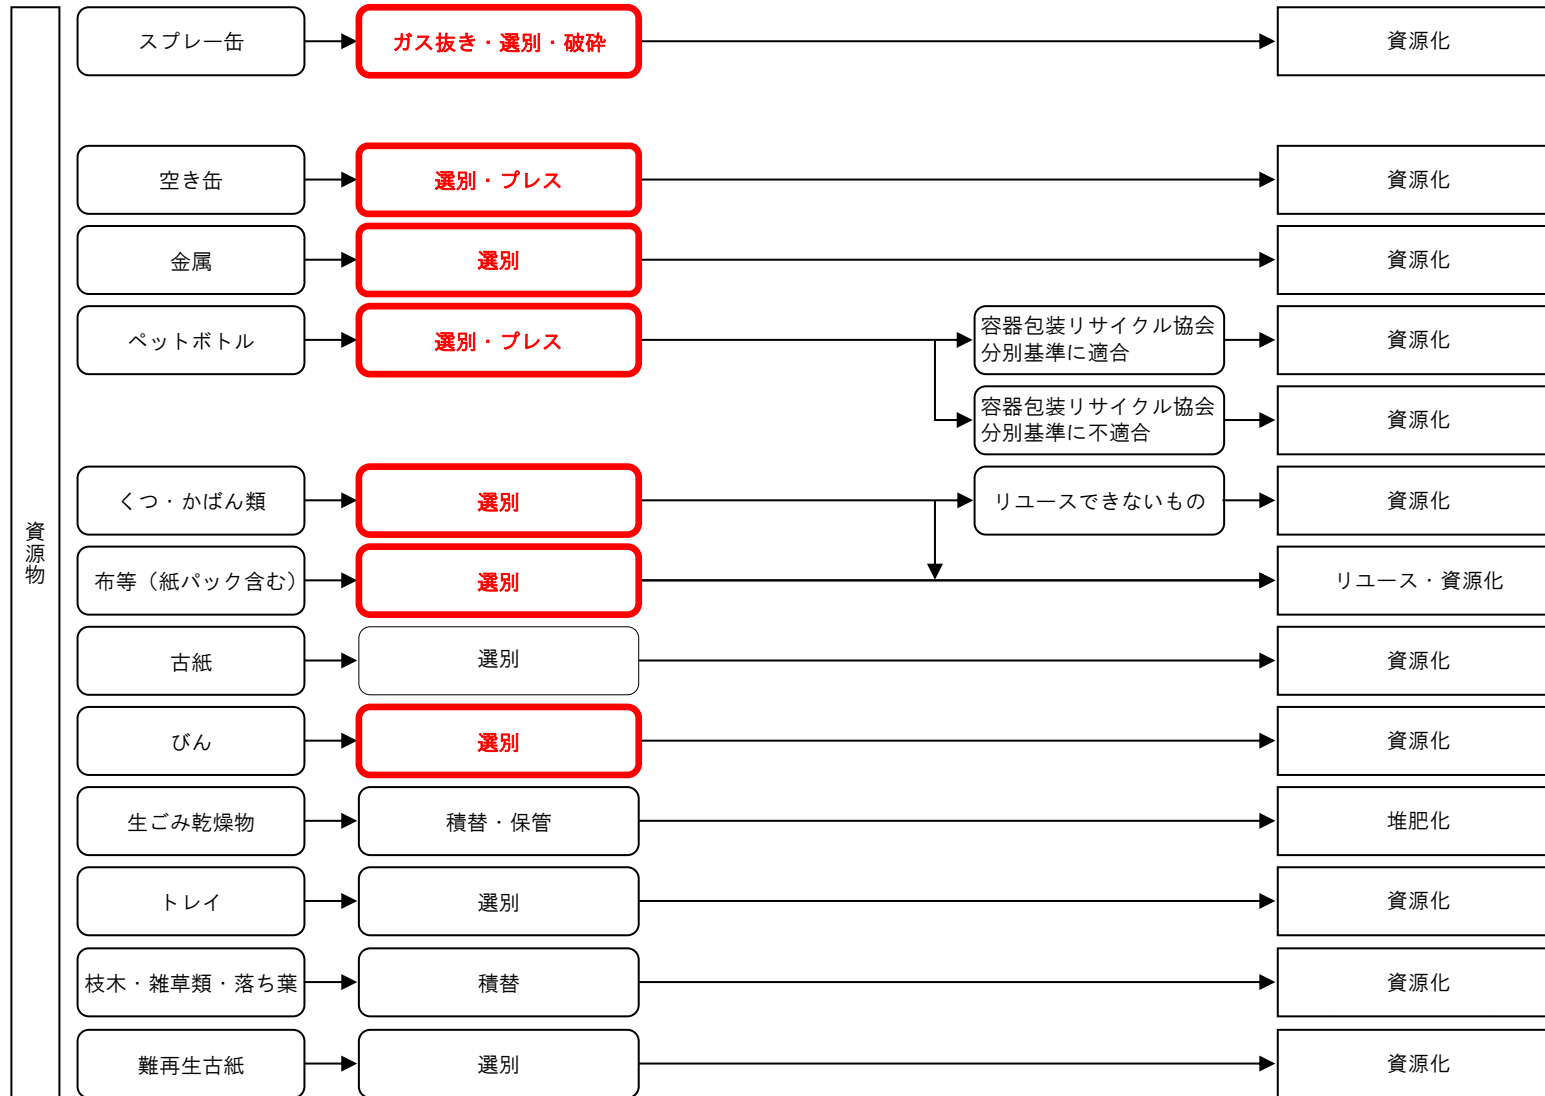 資源物
スプレー缶
ガス抜き・選別・破砕
資源化
空き缶
選別・プレス
資源化
金属
選別
資源化
ペットボトル
選別・プレス
容器包装リサイクル協会
分別基準に適合
資源化
容器包装リサイクル協会
分別基準に不適合
資源化
くつ・かばん類
選別
リユースできないもの
資源化
布等（紙パック含む）
選別
リユース・資源化
古紙
選別
資源化
びん
選別
資源化
生ごみ乾燥物
積替・保管
堆肥化
トレイ
選別
資源化
枝木・雑草類・落ち葉
積替
資源化
難再生古紙
選別
資源化